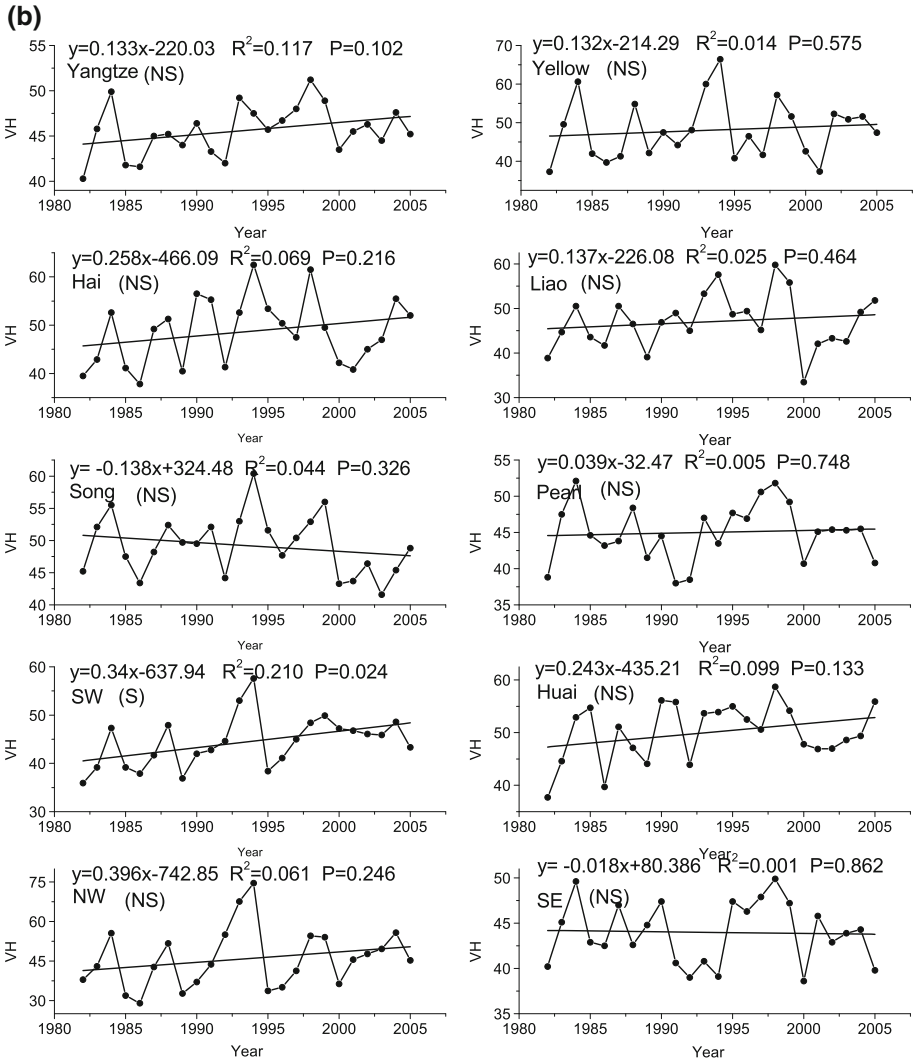 (b)
y=0.133x-220.03 R²=0.117 P=0.102
Yangtze (NS)
55
50
45
40
VH
1980 1985 1990 1995 2000 2005
Year
y=0.132x-214.29 R²=0.014 P=0.575
Yellow (NS)
70
60
50
40
VH
1980 1985 1990 1995 2000 2005
Year
y=0.258x-466.09 R²=0.069 P=0.216
Hai (NS)
60
50
40
VH
1980 1985 1990 1995 2000 2005
Year
y=0.137x-226.08 R²=0.025 P=0.464
Liao (NS)
60
50
40
30
VH
1980 1985 1990 1995 2000 2005
Year
y= -0.138x+324.48 R²=0.044 P=0.326
Song (NS)
60
55
50
45
40
VH
1980 1985 1990 1995 2000 2005
Year
y=0.039x-32.47 R²=0.005 P=0.748
Pearl (NS)
55
50
45
40
35
VH
1980 1985 1990 1995 2000 2005
Year
y=0.34x-637.94 R²=0.210 P=0.024
SW (S)
60
50
40
30
VH
1980 1985 1990 1995 2000 2005
Year
y=0.243x-435.21 R²=0.099 P=0.133
Huai (NS)
60
50
40
VH
1980 1985 1990 1995 2000 2005
Year
y=0.396x-742.85 R²=0.061 P=0.246
NW (NS)
75
60
45
30
VH
1980 1985 1990 1995 2000 2005
Year
y= -0.018x+80.386 R²=0.001 P=0.862
SE (NS)
50
45
40
35
VH
1980 1985 1990 1995 2000 2005
Year